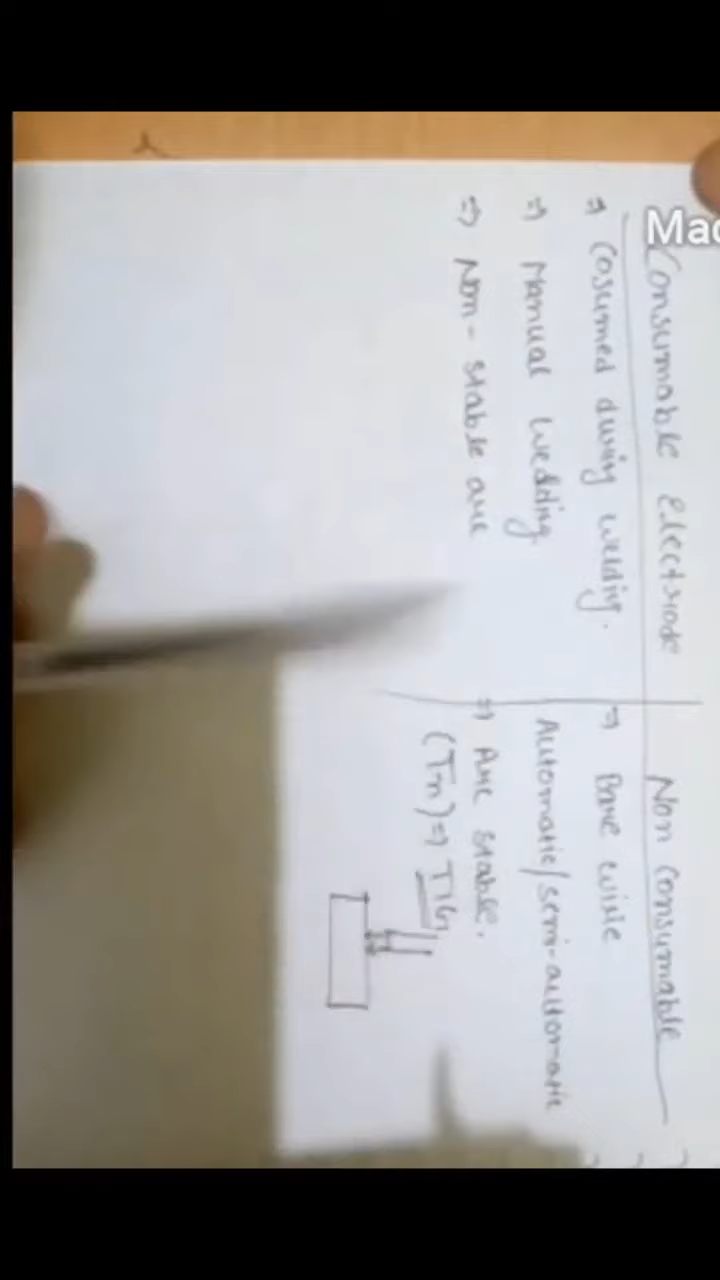 Mac
Consumable Electrode
Non Consumable
⇒ Cosumed during welding.
⇒ Bare wire
⇒ Manual wedding
Automatic/semi-automatic
⇒ Non-stable arc
⇒ Arc stable.
(Tn) ⇒ TIG